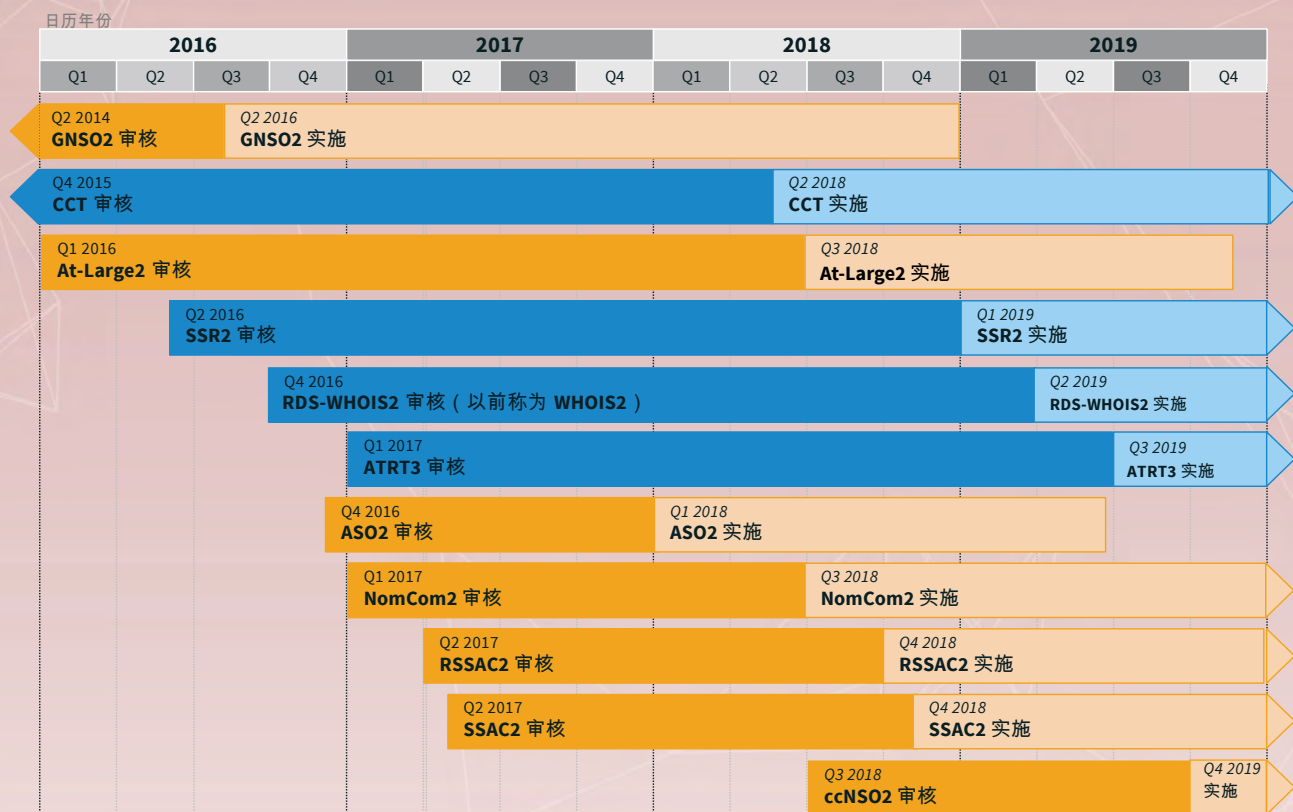 日历年份
2016 2017 2018 2019
Q1 Q2 Q3 Q4 Q1 Q2 Q3 Q4 Q1 Q2 Q3 Q4 Q1 Q2 Q3 Q4
Q2 2014 Q2 2016
GNSO2 审核 GNSO2 实施
Q4 2015 Q2 2018
CCT 审核 CCT 实施
Q1 2016 Q3 2018
At-Large2 审核 At-Large2 实施
Q2 2016 Q1 2019
SSR2 审核 SSR2 实施
Q4 2016 Q2 2019
RDS-WHOIS2 审核（以前称为 WHOIS2） RDS-WHOIS2 实施
Q1 2017 Q3 2019
ATRT3 审核 ATRT3 实施
Q4 2016 Q1 2018
ASO2 审核 ASO2 实施
Q1 2017 Q3 2018
NomCom2 审核 NomCom2 实施
Q2 2017 Q4 2018
RSSAC2 审核 RSSAC2 实施
Q2 2017 Q4 2018
SSAC2 审核 SSAC2 实施
Q3 2018 Q4 2019
ccNSO2 审核 实施